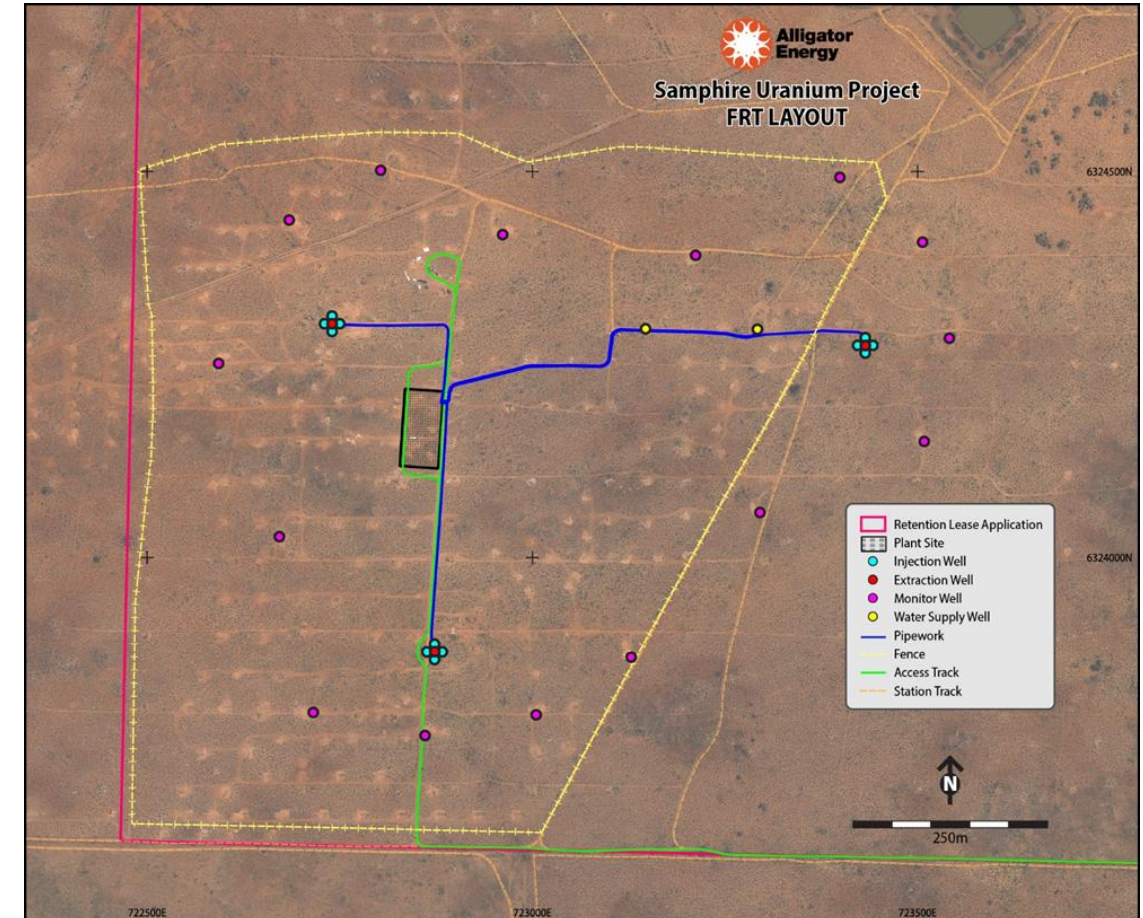 Alligator
Energy
Samphire Uranium Project
FRT LAYOUT
6324500N
Retention Lease Application
Plant Site
Injection Well
Extraction Well
Monitor Well
Water Supply Well
Pipework
Fence
Access Track
Station Track
6324000N
N
250m
722500E
723000E
723500E